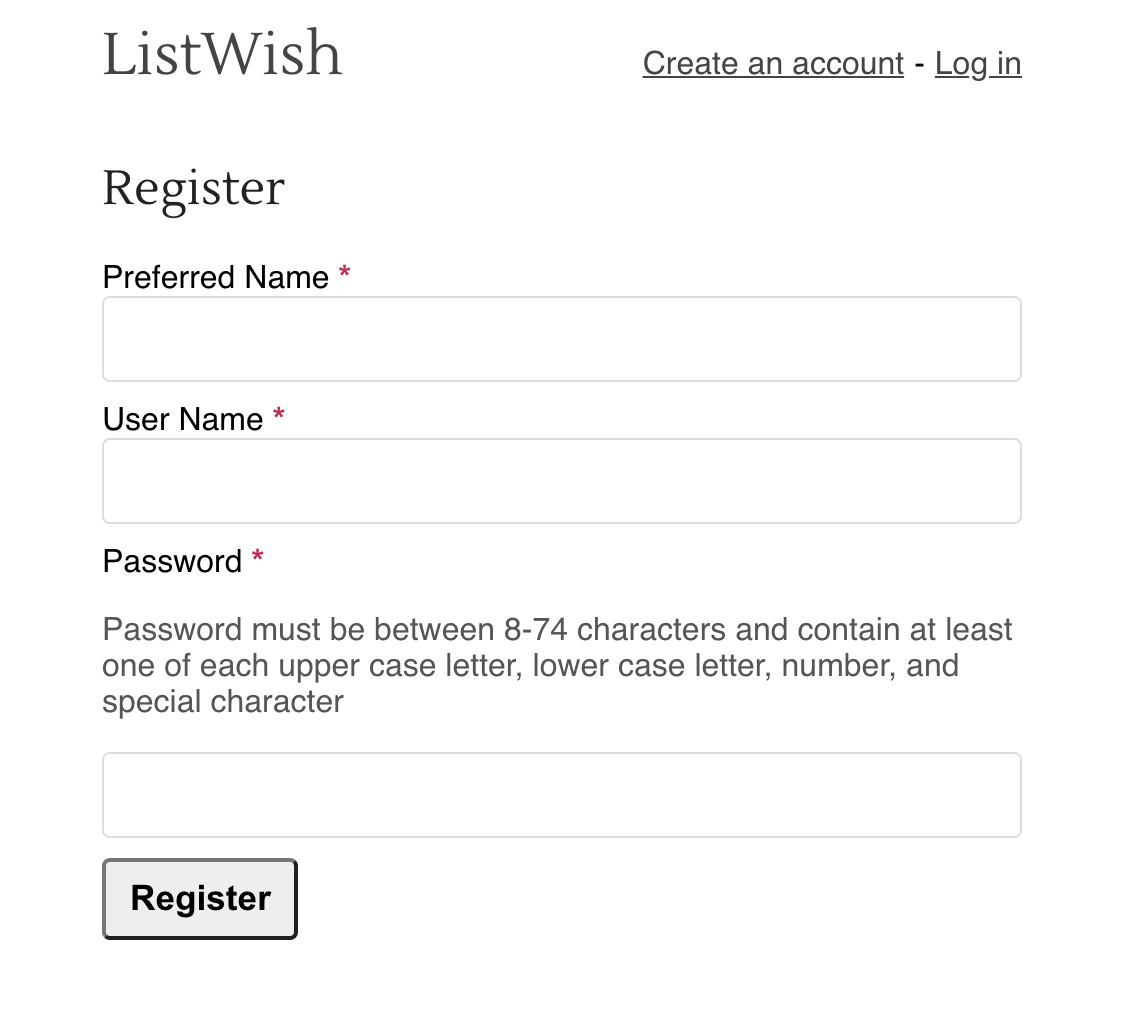 ListWish
Create an account - Log in
Register
Preferred Name *
User Name *
Password *
Password must be between 8-74 characters and contain at least
one of each upper case letter, lower case letter, number, and
special character
Register